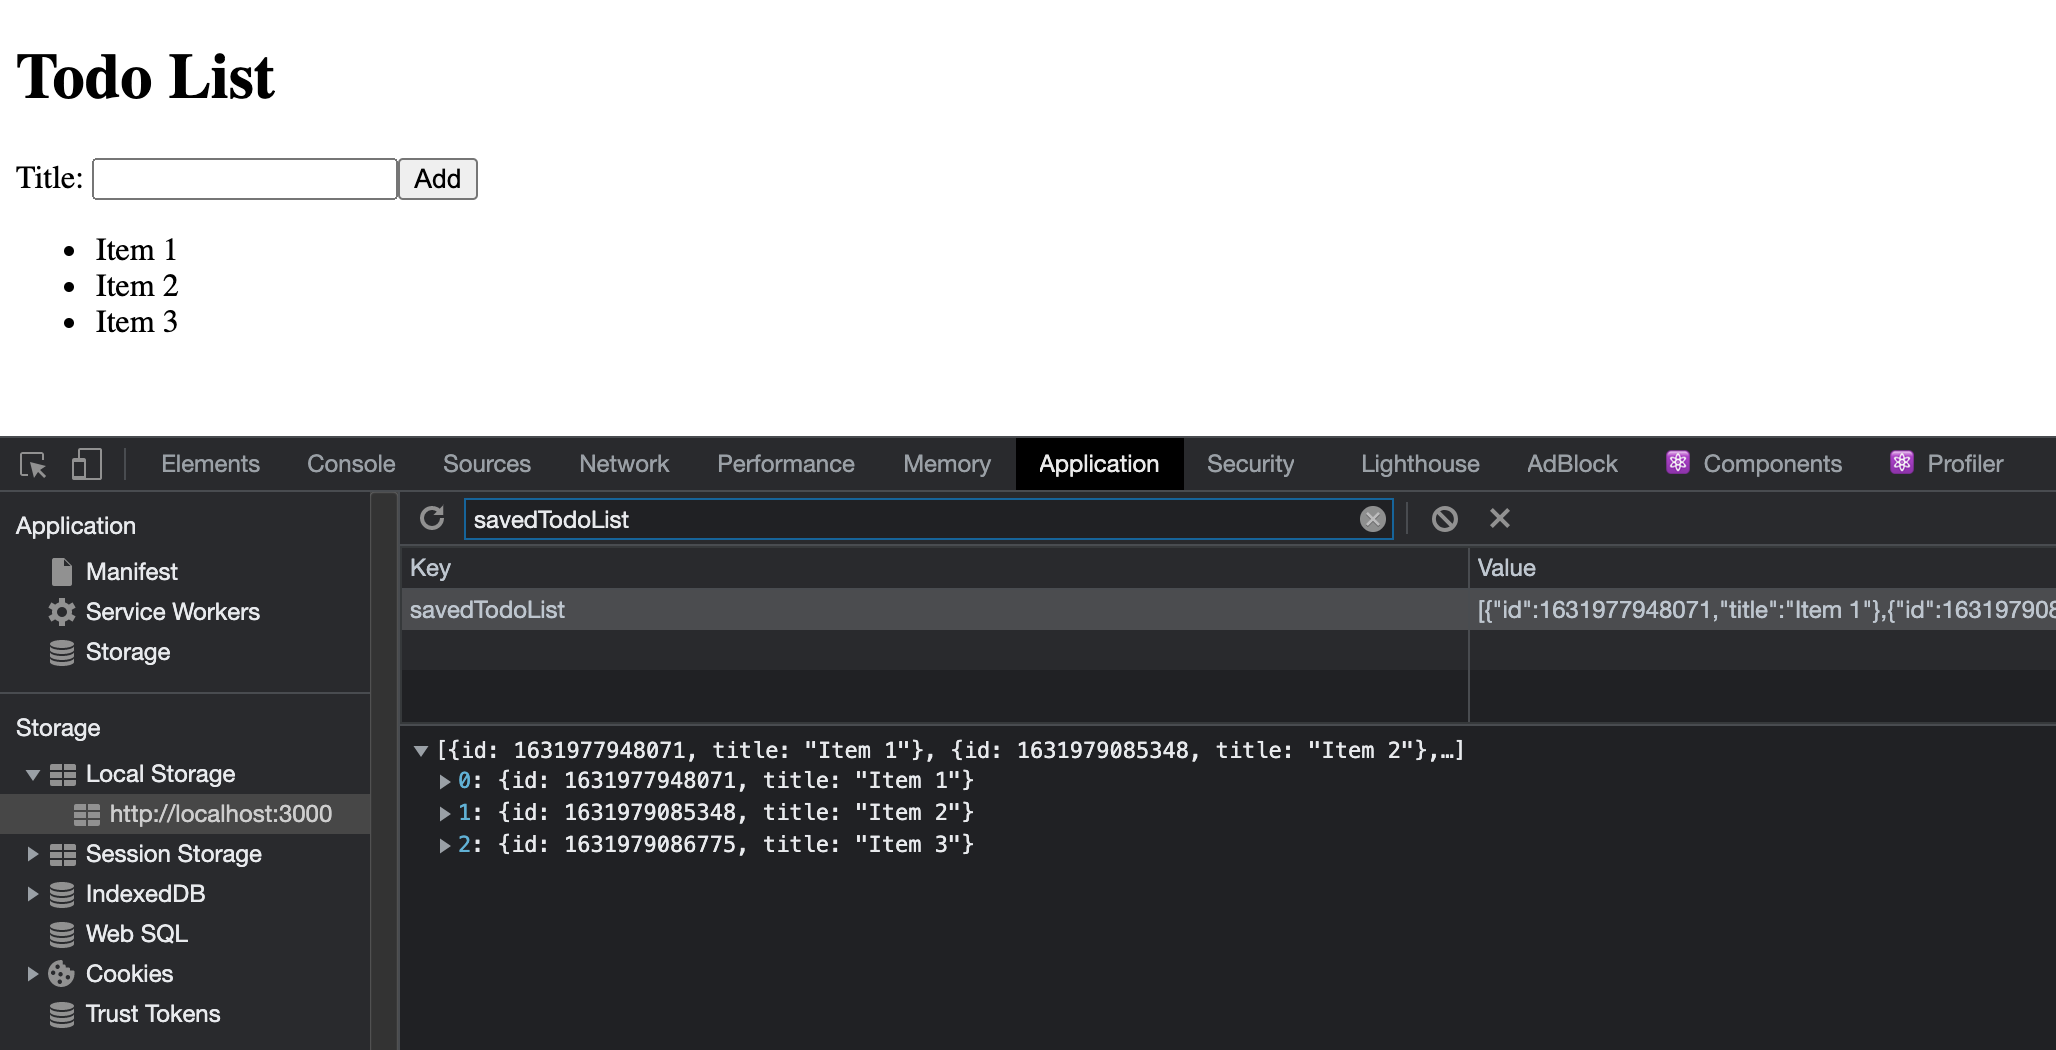 Todo List
Title: Add
Item 1
Item 2
Item 3
Elements Console Sources Network Performance Memory Application Security Lighthouse AdBlock Components Profiler
Application
Manifest
Service Workers
Storage
Storage
Local Storage
http://localhost:3000
Session Storage
IndexedDB
Web SQL
Cookies
Trust Tokens
savedTodoList
Key Value
savedTodoList [{"id":1631977948071,"title":"Item 1"},{"id":163197908
[{id: 1631977948071, title: "Item 1"}, {id: 1631979085348, title: "Item 2"},…]
0: {id: 1631977948071, title: "Item 1"}
1: {id: 1631979085348, title: "Item 2"}
2: {id: 1631979086775, title: "Item 3"}